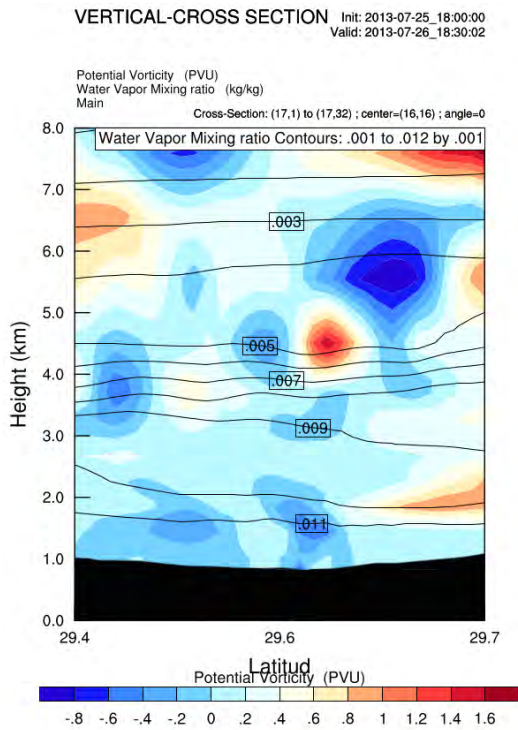 VERTICAL-CROSS SECTION Init: 2013-07-25_18:00:00
Valid: 2013-07-26_18:30:02
Potential Vorticity (PVU)
Water Vapor Mixing ratio (kg/kg)
Main
Cross-Section: (17,1) to (17,32) ; center=(16,16) ; angle=0
Water Vapor Mixing ratio Contours: .001 to .012 by .001
8.0
7.0
6.0
5.0
4.0
3.0
2.0
1.0
0.0
Height (km)
.003
.005
.007
.009
.011
29.4 29.6 29.7
Latitud
Potential Vorticity (PVU)
-.8 -.6 -.4 -.2 0 .2 .4 .6 .8 1 1.2 1.4 1.6